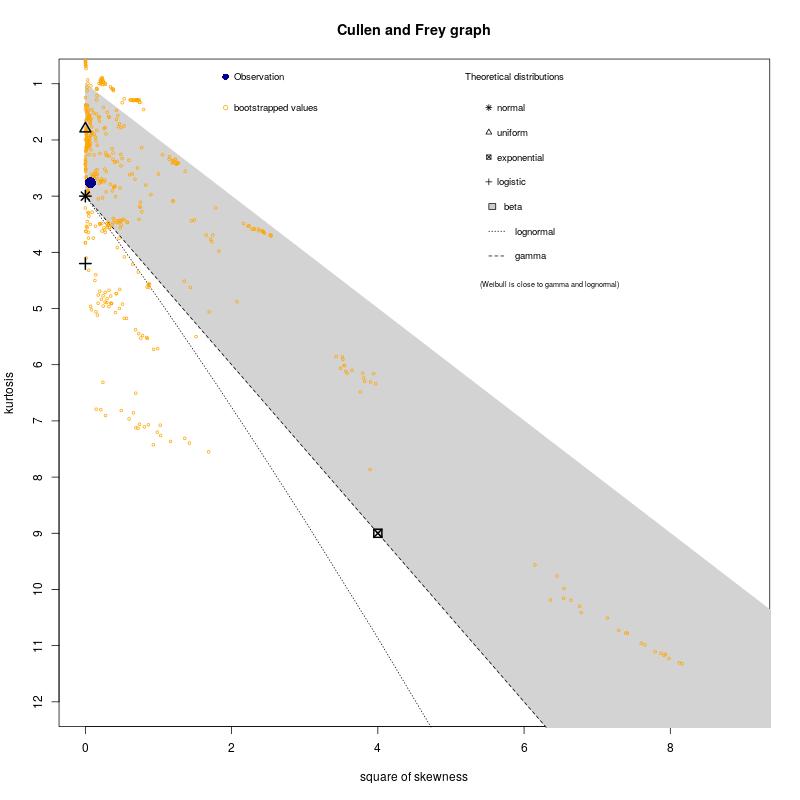 Cullen and Frey graph
Observation
Theoretical distributions
bootstrapped values
normal
uniform
exponential
logistic
beta
lognormal
gamma
(Weibull is close to gamma and lognormal)
kurtosis
1
2
3
4
5
6
7
8
9
10
11
12
0 2 4 6 8
square of skewness